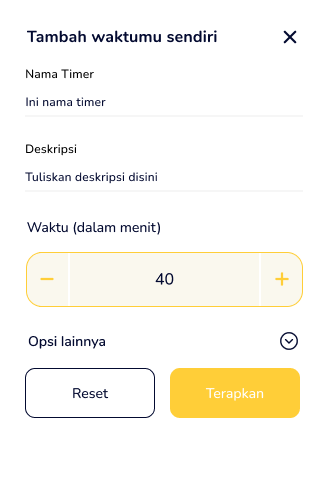 Tambah waktumu sendiri
Nama Timer
Ini nama timer
Deskripsi
Tuliskan deskripsi disini
Waktu (dalam menit)
− 40 +
Opsi lainnya
Reset Terapkan